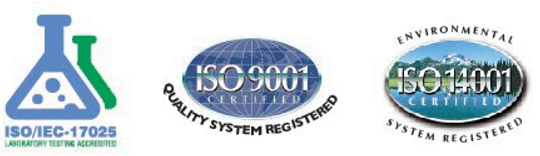 ISO/IEC-17025
LABORATORY TESTING ACCREDITED
ISO 9001
CERTIFIED
QUALITY SYSTEM REGISTERED
ENVIRONMENTAL
ISO 14001
CERTIFIED
SYSTEM REGISTERED